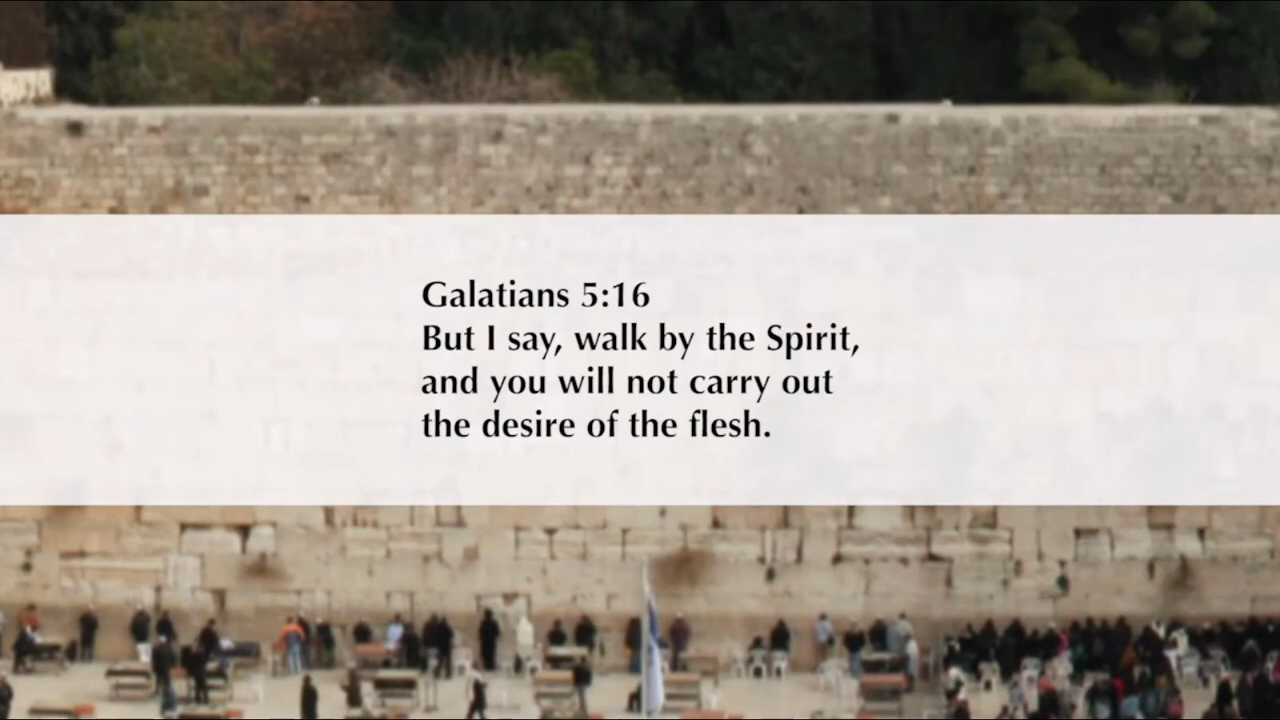 Galatians 5:16
But I say, walk by the Spirit,
and you will not carry out
the desire of the flesh.